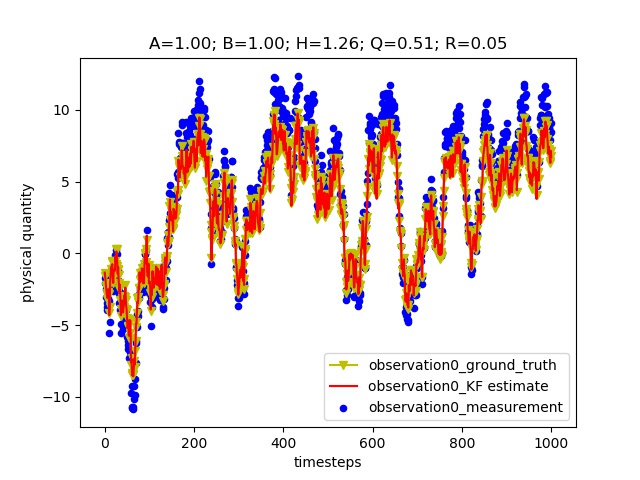 A=1.00; B=1.00; H=1.26; Q=0.51; R=0.05
physical quantity
10
5
0
−5
−10
observation0_ground_truth
observation0_KF estimate
observation0_measurement
0
200
400
600
800
1000
timesteps